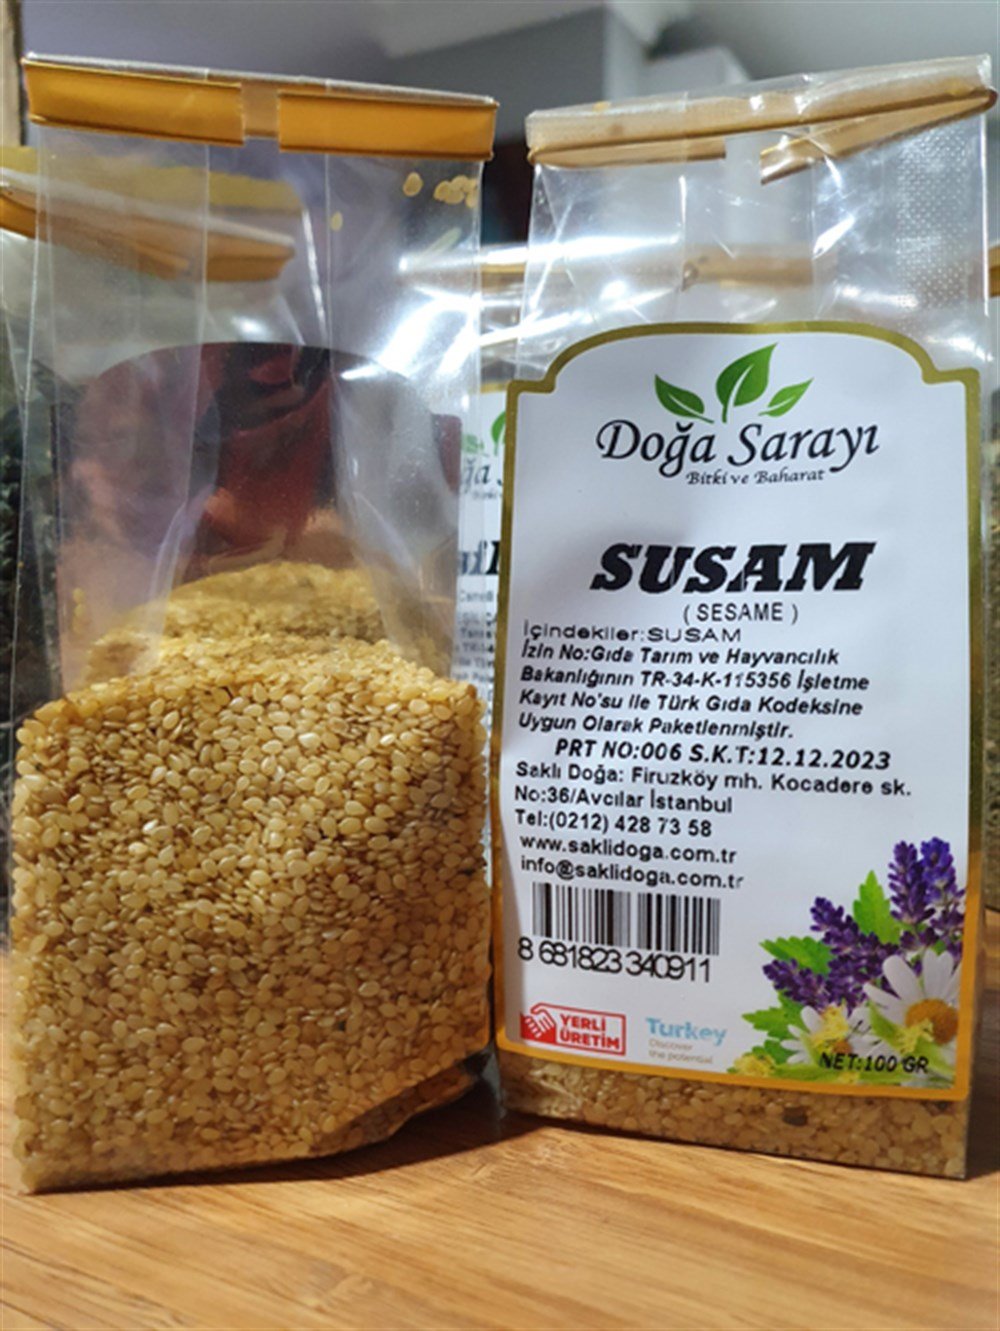 Doğa Sarayı
Bitki ve Baharat
SUSAM
( SESAME )
İçindekiler:SUSAM
İzin No:Gıda Tarım ve Hayvancılık
Bakanlığının TR-34-K-115356 İşletme
Kayıt No'su ile Türk Gıda Kodeksine
Uygun Olarak Paketlenmiştir.
PRT NO:006 S.K.T:12.12.2023
Saklı Doğa: Firuzköy mh. Kocadere sk.
No:36/Avcılar İstanbul
Tel:(0212) 428 73 58
www.saklidoga.com.tr
info@saklidoga.com.tr
8 681823 340911
YERLİ
ÜRETİM
Turkey
Discover
the potential
NET:100 GR